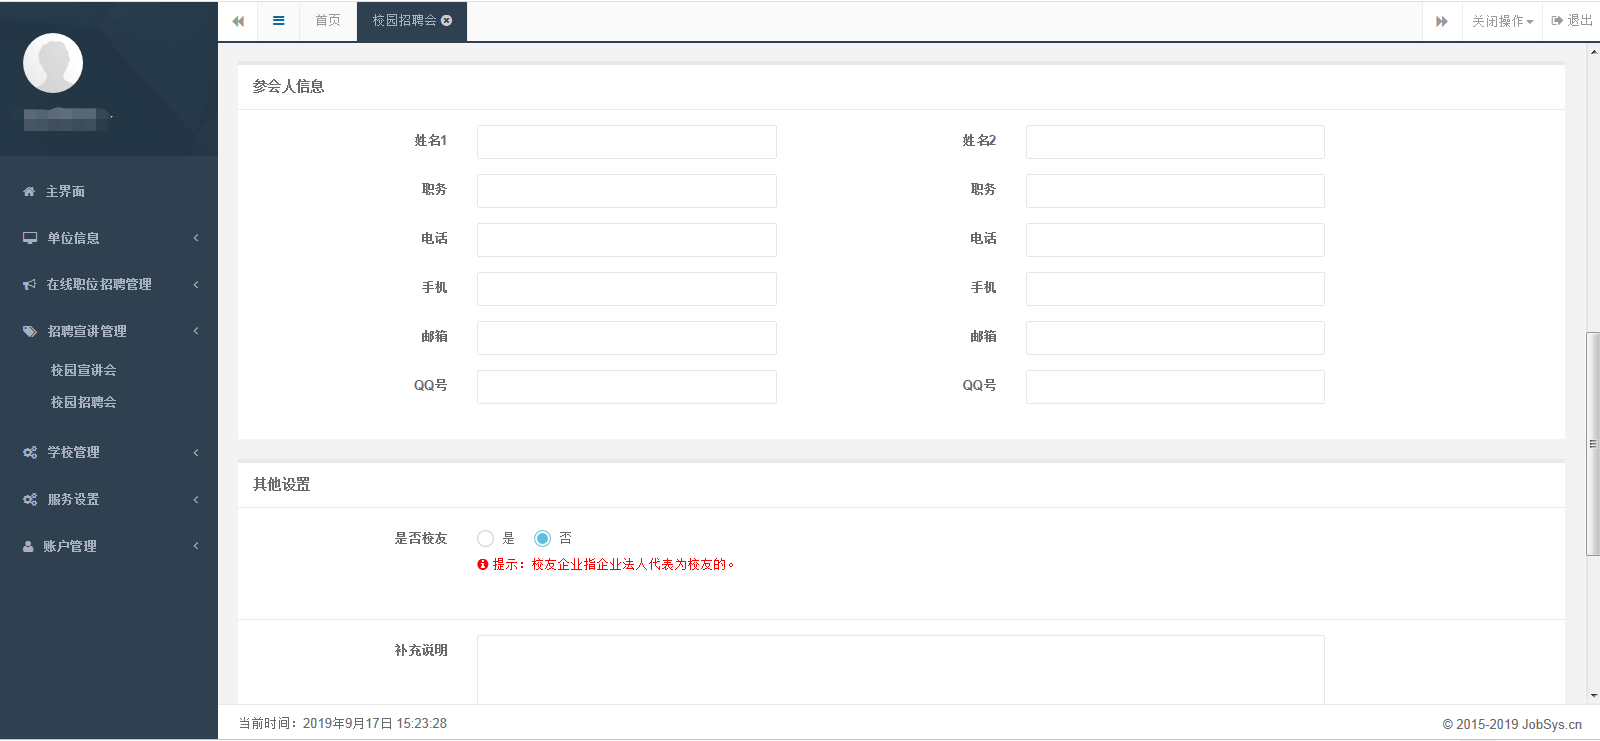 首页
校园招聘会
关闭操作
退出
主界面
单位信息
在线职位招聘管理
招聘宣讲管理
校园宣讲会
校园招聘会
学校管理
服务设置
账户管理
参会人信息
姓名1 姓名2
职务 职务
电话 电话
手机 手机
邮箱 邮箱
QQ号 QQ号
其他设置
是否校友 是 否
提示：校友企业指企业法人代表为校友的。
补充说明
当前时间：2019年9月17日 15:23:28
© 2015-2019 JobSys.cn